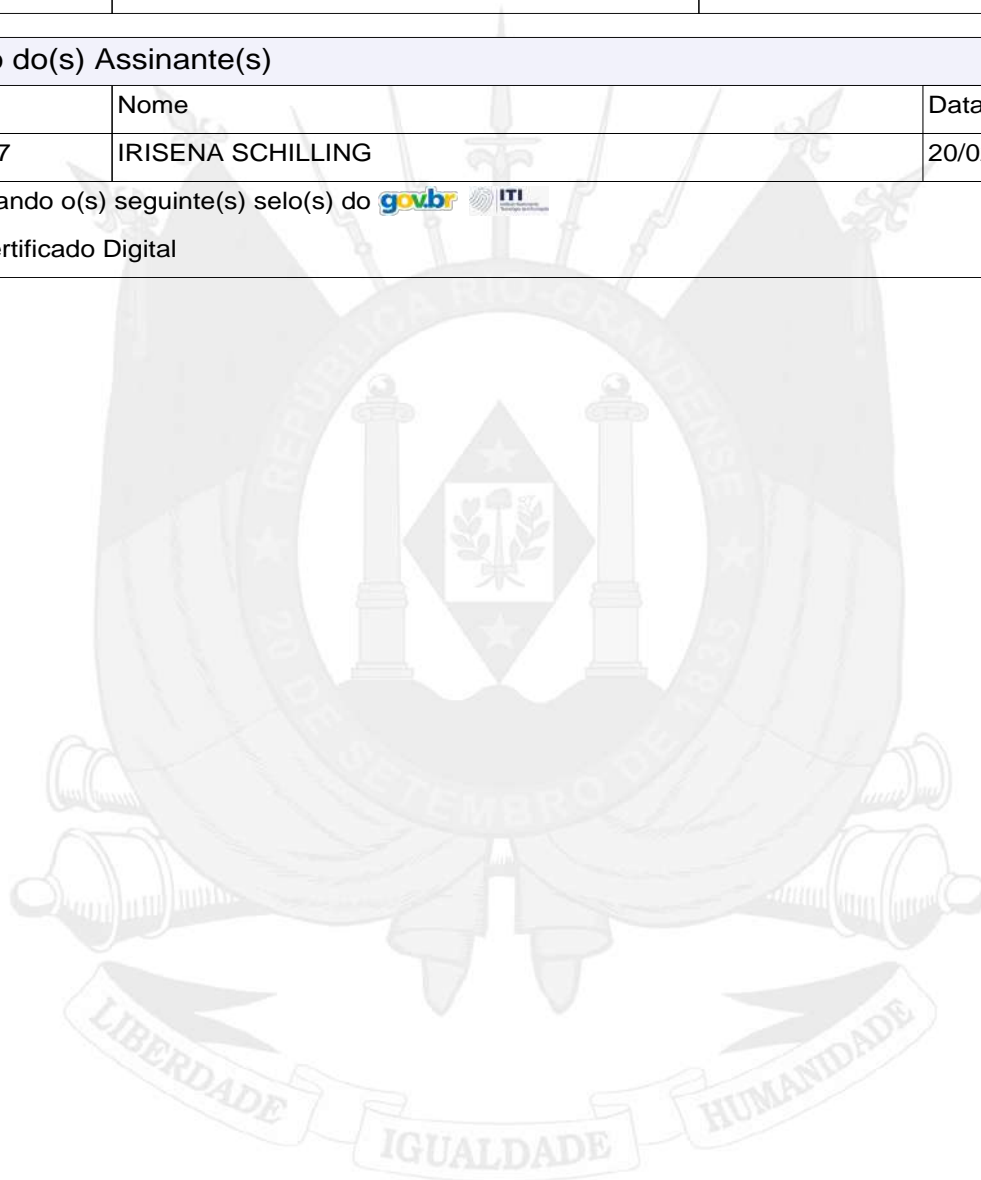 o do(s) Assinante(s)
Nome Data
7 IRISENA SCHILLING 20/0
ando o(s) seguinte(s) selo(s) do gov.br ITI
ertificado Digital
REPÚBLICA RIO-GRANDENSE
20 DE SETEMBRO DE 1835
LIBERDADE IGUALDADE HUMANIDADE